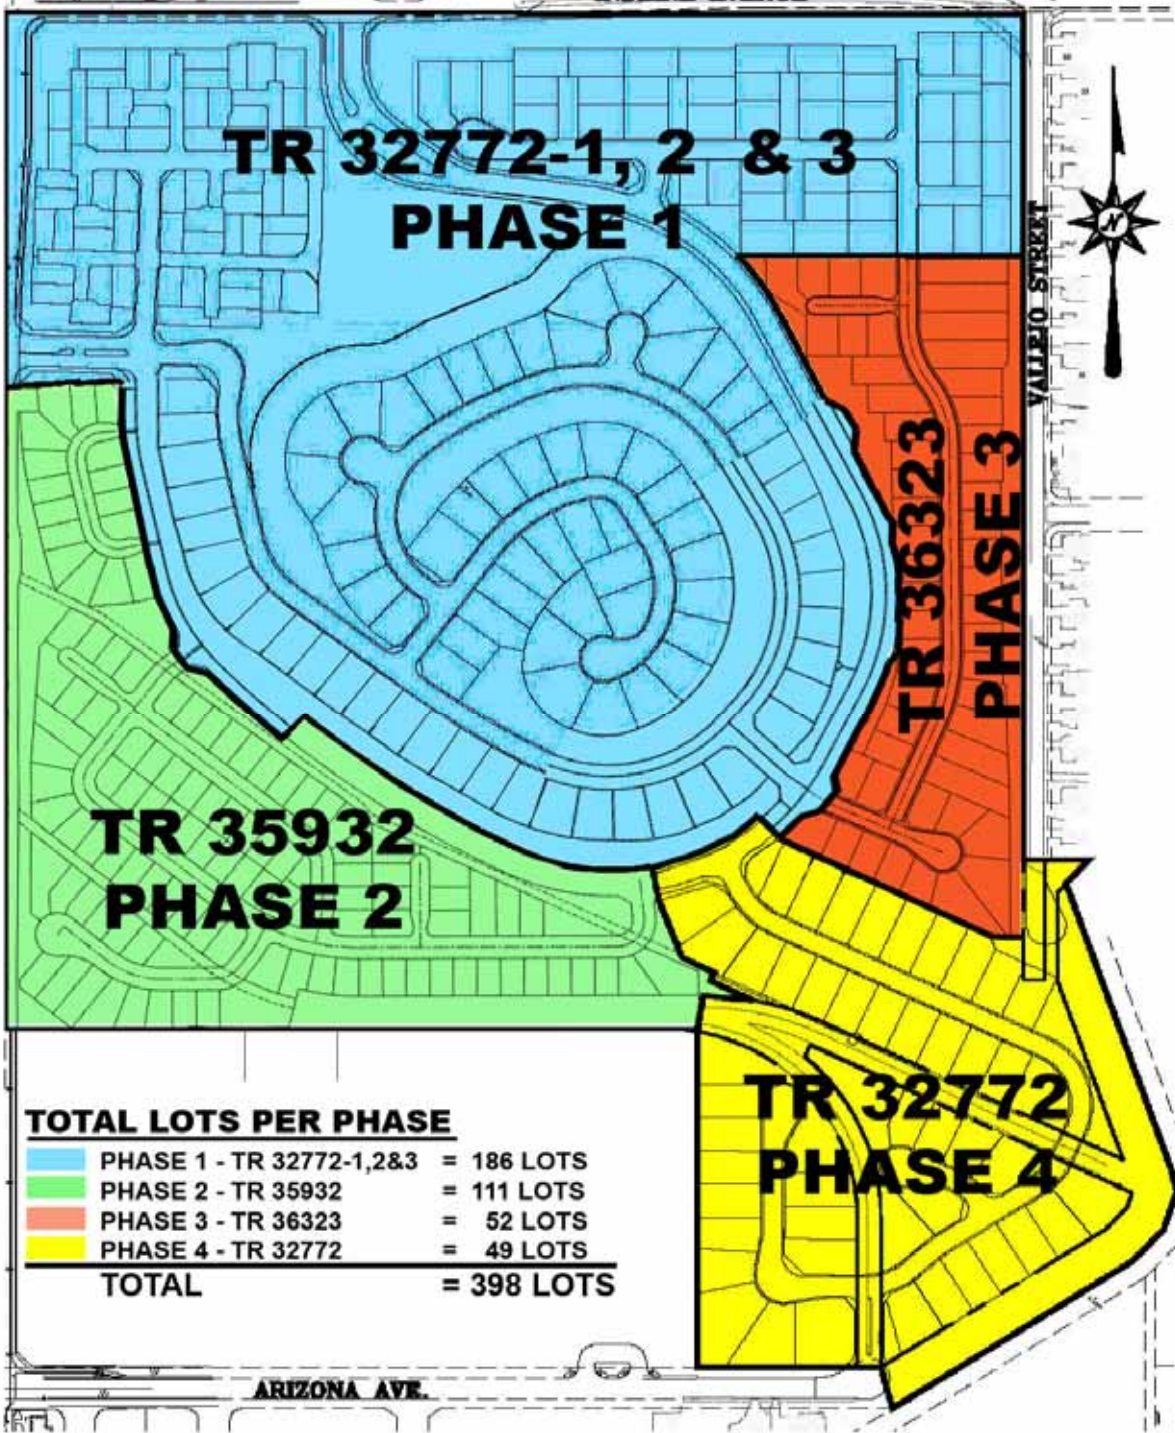 TR 32772-1, 2 & 3
PHASE 1
VALLEJO STREET
N
TR 36323
PHASE 3
TR 35932
PHASE 2
TR 32772
PHASE 4
TOTAL LOTS PER PHASE
PHASE 1 - TR 32772-1,2&3 = 186 LOTS
PHASE 2 - TR 35932 = 111 LOTS
PHASE 3 - TR 36323 = 52 LOTS
PHASE 4 - TR 32772 = 49 LOTS
TOTAL = 398 LOTS
ARIZONA AVE.